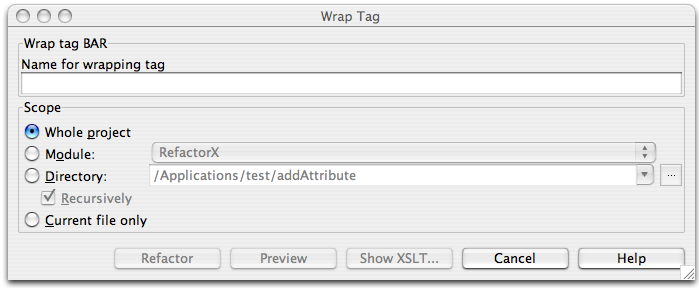 Wrap Tag
Wrap tag BAR
Name for wrapping tag
Scope
Whole project
Module: RefactorX
Directory: /Applications/test/addAttribute ...
Recursively
Current file only
Refactor Preview Show XSLT... Cancel Help